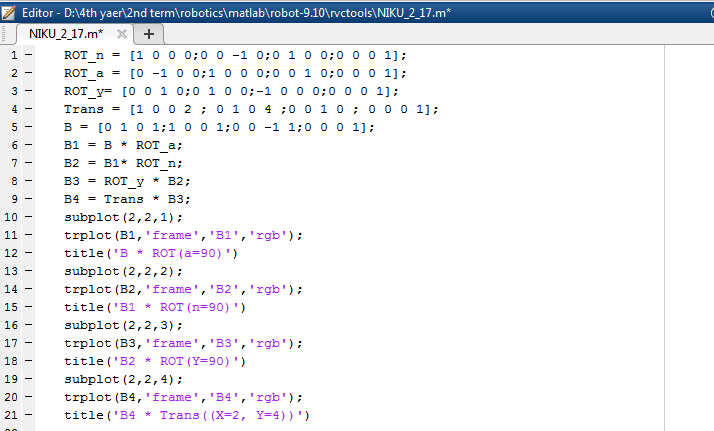 Editor - D:\4th yaer\2nd term\robotics\matlab\robot-9.10\rvctools\NIKU_2_17.m*
NIKU_2_17.m* × +
1 - ROT_n = [1 0 0 0;0 0 -1 0;0 1 0 0;0 0 0 1];
2 - ROT_a = [0 -1 0 0;1 0 0 0;0 0 1 0;0 0 0 1];
3 - ROT_y= [0 0 1 0;0 1 0 0;-1 0 0 0;0 0 0 1];
4 - Trans = [1 0 0 2 ; 0 1 0 4 ;0 0 1 0 ; 0 0 0 1];
5 - B = [0 1 0 1;1 0 0 1;0 0 -1 1;0 0 0 1];
6 - B1 = B * ROT_a;
7 - B2 = B1* ROT_n;
8 - B3 = ROT_y * B2;
9 - B4 = Trans * B3;
10 - subplot(2,2,1);
11 - trplot(B1,'frame','B1','rgb');
12 - title('B * ROT(a=90)')
13 - subplot(2,2,2);
14 - trplot(B2,'frame','B2','rgb');
15 - title('B1 * ROT(n=90)')
16 - subplot(2,2,3);
17 - trplot(B3,'frame','B3','rgb');
18 - title('B2 * ROT(Y=90)')
19 - subplot(2,2,4);
20 - trplot(B4,'frame','B4','rgb');
21 - title('B4 * Trans((X=2, Y=4))')